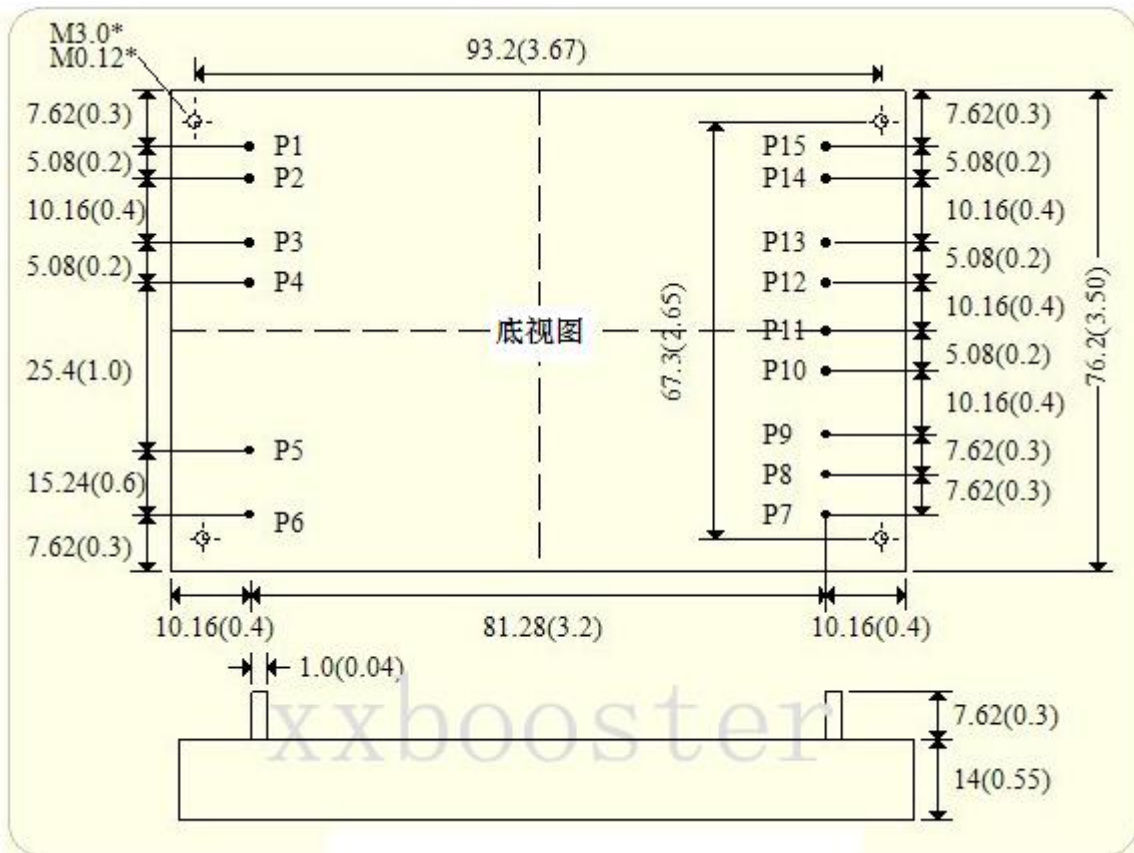 M3.0*
M0.12*
93.2(3.67)
7.62(0.3)
5.08(0.2)
10.16(0.4)
5.08(0.2)
25.4(1.0)
15.24(0.6)
7.62(0.3)
P1
P2
P3
P4
P5
P6
底视图
67.3(2.65)
P15
P14
P13
P12
P11
P10
P9
P8
P7
7.62(0.3)
5.08(0.2)
10.16(0.4)
5.08(0.2)
10.16(0.4)
5.08(0.2)
10.16(0.4)
7.62(0.3)
7.62(0.3)
76.2(3.50)
10.16(0.4)
81.28(3.2)
10.16(0.4)
1.0(0.04)
xxbooster
7.62(0.3)
14(0.55)